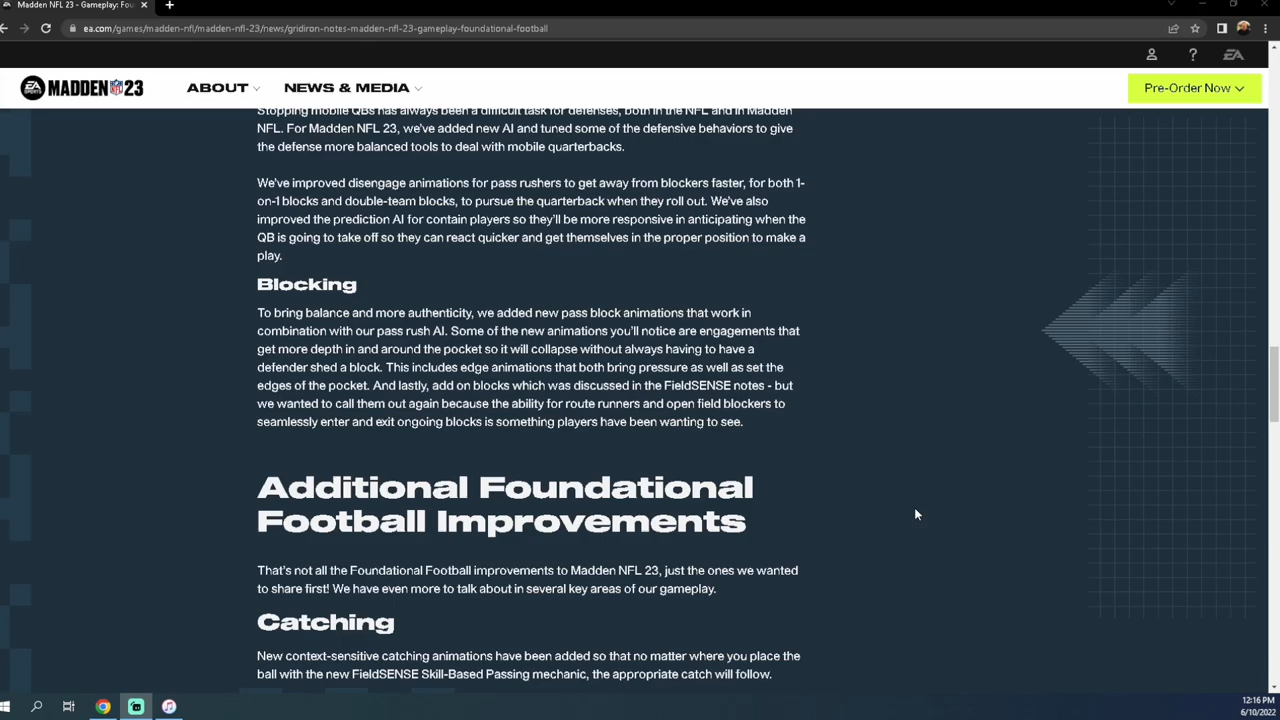 Madden NFL 23 - Gameplay: Found
ea.com/games/madden-nfl/madden-nfl-23/news/gridiron-notes-madden-nfl-23-gameplay-foundational-football
EA SPORTS MADDEN NFL 23 ABOUT NEWS & MEDIA Pre-Order Now
Stopping mobile QBs has always been a difficult task for defenses, both in the NFL and in Madden
NFL. For Madden NFL 23, we've added new AI and tuned some of the defensive behaviors to give
the defense more balanced tools to deal with mobile quarterbacks.
We've improved disengage animations for pass rushers to get away from blockers faster, for both 1-
on-1 blocks and double-team blocks, to pursue the quarterback when they roll out. We've also
improved the prediction AI for contain players so they'll be more responsive in anticipating when the
QB is going to take off so they can react quicker and get themselves in the proper position to make a
play.
Blocking
To bring balance and more authenticity, we added new pass block animations that work in
combination with our pass rush AI. Some of the new animations you'll notice are engagements that
get more depth in and around the pocket so it will collapse without always having to have a
defender shed a block. This includes edge animations that both bring pressure as well as set the
edges of the pocket. And lastly, add on blocks which was discussed in the FieldSENSE notes - but
we wanted to call them out again because the ability for route runners and open field blockers to
seamlessly enter and exit ongoing blocks is something players have been wanting to see.
Additional Foundational
Football Improvements
That's not all the Foundational Football improvements to Madden NFL 23, just the ones we wanted
to share first! We have even more to talk about in several key areas of our gameplay.
Catching
New context-sensitive catching animations have been added so that no matter where you place the
ball with the new FieldSENSE Skill-Based Passing mechanic, the appropriate catch will follow.
12:16 PM
6/10/2022